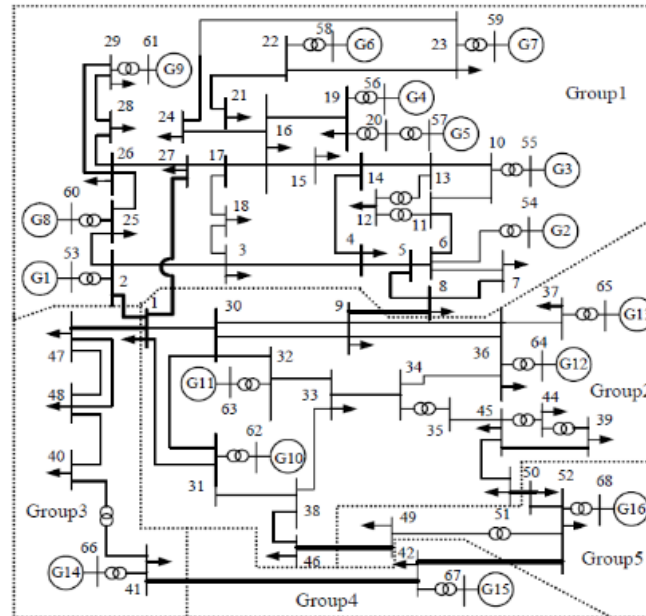 58 59
29 61 22 G6 23 G7
G9 56
28 21 19 G4 Group1
24 57
16 20 G5 10 55
26 27 17
15 14 13 G3
60 12 54
G8 25 18 11
53 4 5 6 G2
G1 3
2 8 7
1 30 9 37 65
47
32 34 36 64
48 G11 33 G12
63 Group2
44
62 35 45 39
40 G10
31 50 52 68
Group3 38 49 51 G16
66 46 42 Group5
G14 67
41 Group4 G15